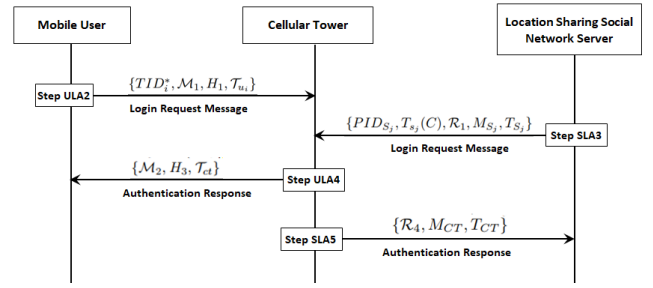 Mobile User
Cellular Tower
Location Sharing Social
Network Server
Step ULA2
{TID_i^*, M_1, H_1, T_{u_i}}
Login Request Message
{PID_{S_j}, T_{s_j}(C), R_1, M_{S_j}, T_{S_j}}
Step SLA3
Login Request Message
{M_2, H_3, T_{ct}}
Step ULA4
Authentication Response
Step SLA5
{R_4, M_{CT}, T_{CT}}
Authentication Response